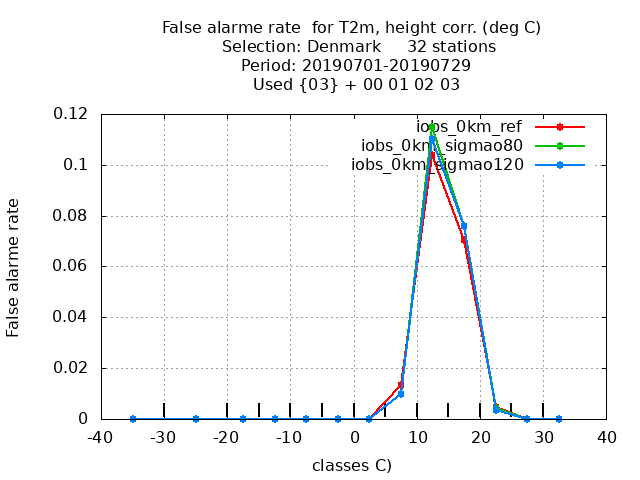 False alarme rate  for T2m, height corr. (deg C)
Selection: Denmark     32 stations
Period: 20190701-20190729
Used {03} + 00 01 02 03
iobs_0km_ref
iobs_0km_sigmao80
iobs_0km_sigmao120
0.12
0.1
0.08
0.06
0.04
0.02
0
False alarme rate
-40 -30 -20 -10 0 10 20 30 40
classes C)